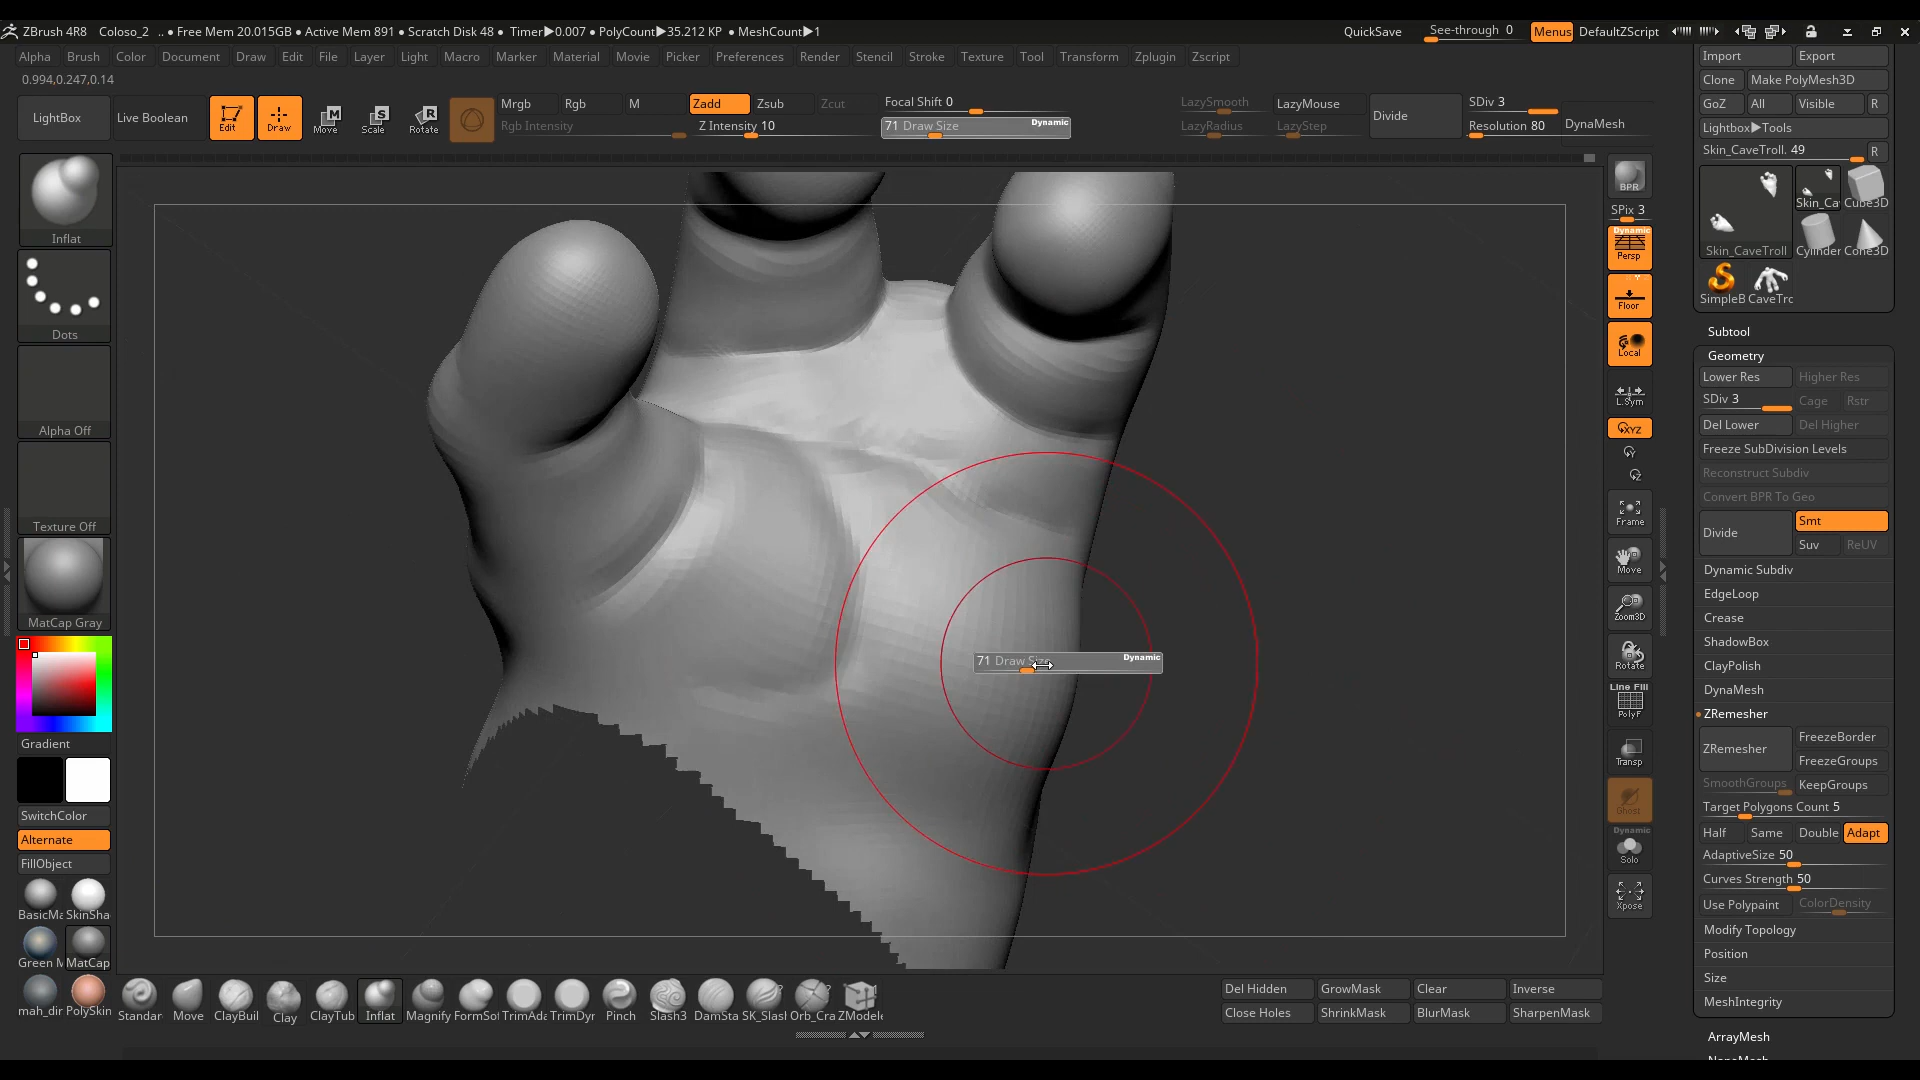 ZBrush 4R8 Coloso_2 .. ● Free Mem 20.015GB ● Active Mem 891 ● Scratch Disk 48 ● Timer▶0.007 ● PolyCount▶35.212 KP ● MeshCount▶1 QuickSave See-through 0 Menus DefaultZScript
Alpha Brush Color Document Draw Edit File Layer Light Macro Marker Material Movie Picker Preferences Render Stencil Stroke Texture Tool Transform Zplugin Zscript
0.994,0.247,0.14
LightBox Live Boolean Edit Draw Move Scale Rotate
Mrgb Rgb M Zadd Zsub Zcut Focal Shift 0
Rgb Intensity Z Intensity 10 71 Draw Size Dynamic
LazySmooth LazyMouse Divide SDiv 3
LazyRadius LazyStep Resolution 80 DynaMesh
Inflat
Dots
Alpha Off
Texture Off
MatCap Gray
Gradient
SwitchColor
Alternate
FillObject
BasicMa SkinSha
Green M MatCap
mah_dir PolySkin
71 Draw Size Dynamic
Standar Move ClayBuil Clay ClayTub Inflat Magnify FormSof TrimAda TrimDyr Pinch Slash3 DamSta SK_Slash Orb_Cra ZModele
Del Hidden GrowMask Clear Inverse
Close Holes ShrinkMask BlurMask SharpenMask
BPR
SPix 3
Dynamic
Persp
Floor
Local
L.Sym
XYZ
Y
Z
Frame
Move
Zoom3D
Rotate
Line Fill
PolyF
Transp
Ghost
Dynamic
Solo
Xpose
Import Export
Clone Make PolyMesh3D
GoZ All Visible R
Lightbox▶Tools
Skin_CaveTroll. 49 R
Skin_Ca Cube3D
Skin_CaveTroll Cylinder Cone3D
SimpleB CaveTrc
Subtool
Geometry
Lower Res Higher Res
SDiv 3 Cage Rstr
Del Lower Del Higher
Freeze SubDivision Levels
Reconstruct Subdiv
Convert BPR To Geo
Divide Smt
Suv ReUV
Dynamic Subdiv
EdgeLoop
Crease
ShadowBox
ClayPolish
DynaMesh
ZRemesher
ZRemesher FreezeBorder
FreezeGroups
SmoothGroups KeepGroups
Target Polygons Count 5
Half Same Double Adapt
AdaptiveSize 50
Curves Strength 50
Use Polypaint ColorDensity
Modify Topology
Position
Size
MeshIntegrity
ArrayMesh